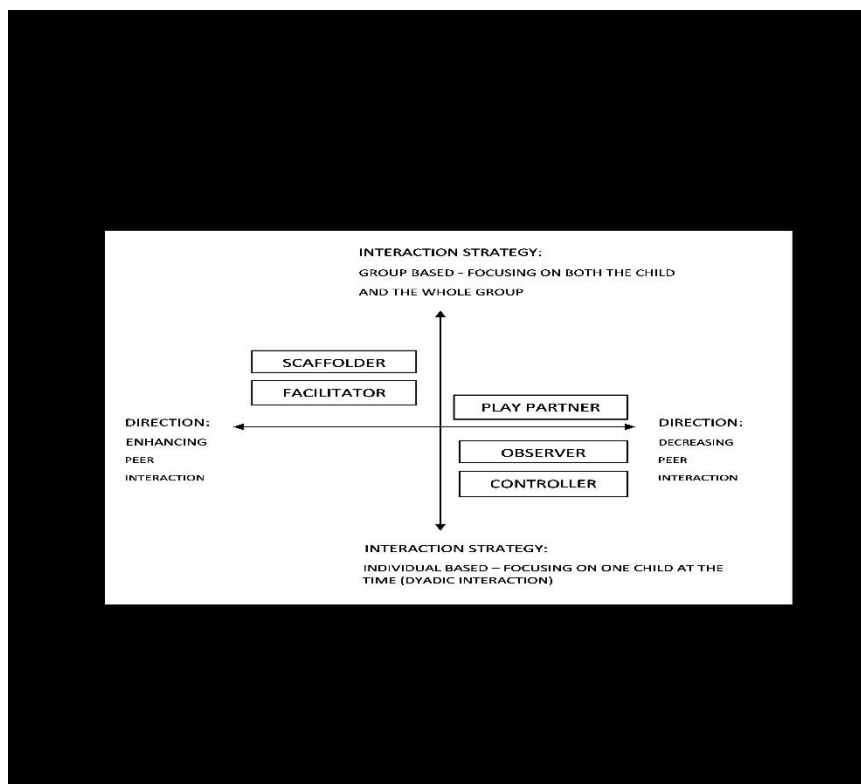 INTERACTION STRATEGY:
GROUP BASED - FOCUSING ON BOTH THE CHILD
AND THE WHOLE GROUP
SCAFFOLDER
FACILITATOR
PLAY PARTNER
DIRECTION:
ENHANCING
PEER
INTERACTION
DIRECTION:
DECREASING
PEER
INTERACTION
OBSERVER
CONTROLLER
INTERACTION STRATEGY:
INDIVIDUAL BASED – FOCUSING ON ONE CHILD AT THE
TIME (DYADIC INTERACTION)